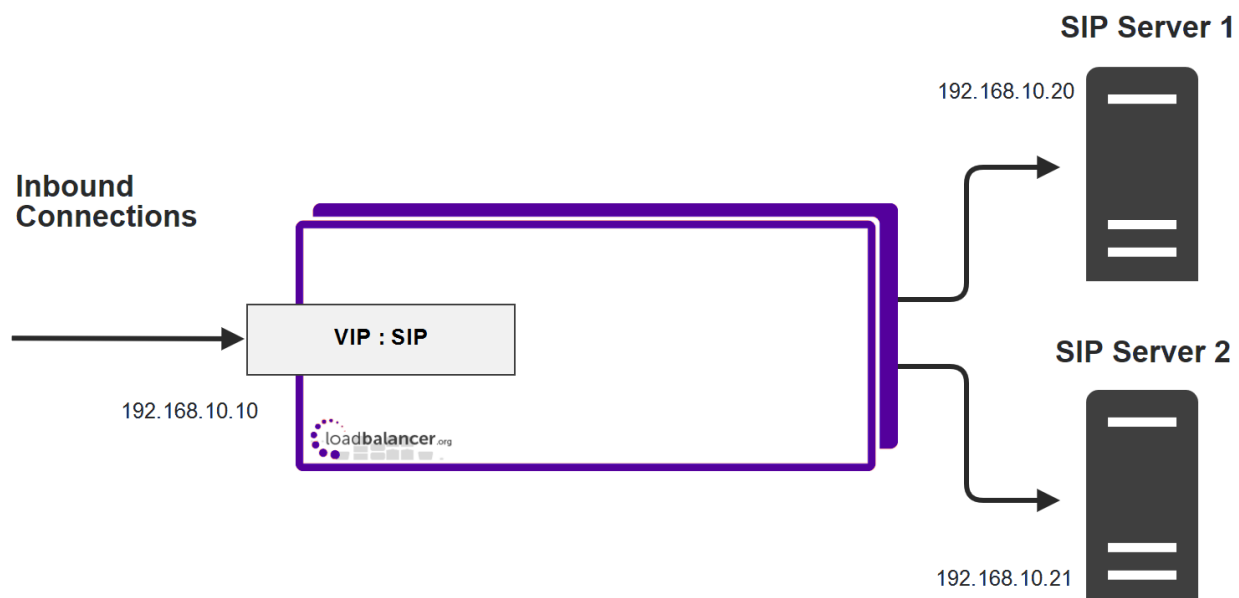 SIP Server 1
192.168.10.20
Inbound
Connections
VIP : SIP
SIP Server 2
192.168.10.10
loadbalancer.org
192.168.10.21